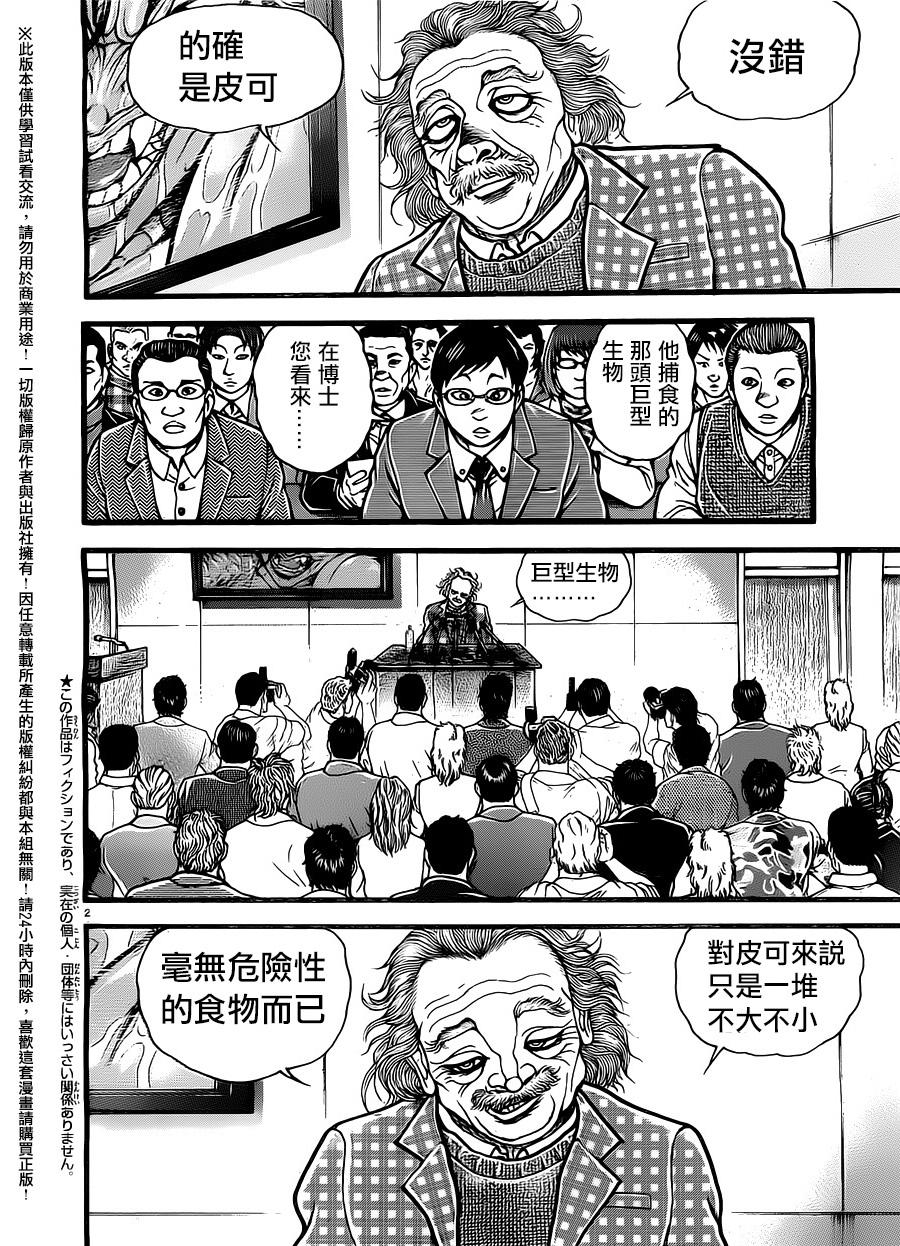 沒錯
的確
是皮可
他捕食的
那頭巨型
生物
在博士
您看來……
巨型生物
………
對皮可來説
只是一堆
不大不小
毫無危險性
的食物而已
2
★この作品はフィクションであり、実在の個人・団体等にはいっさい関係ありません。
※此版本僅供學習試看交流，請勿用於商業用途！一切版權歸原作者與出版社擁有！因任意轉載所產生的版權糾紛都與本組無關！請24小時內刪除，喜歡這套漫畫請購買正版！